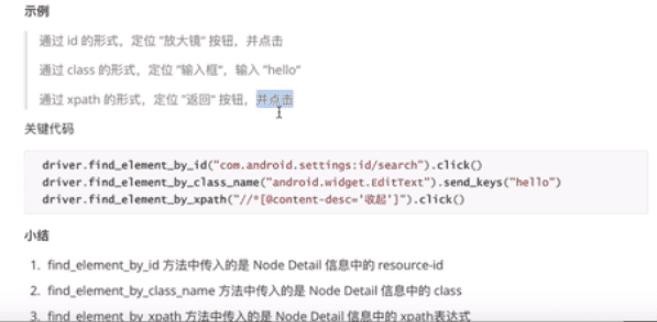 示例
通过 id 的形式，定位 "放大镜" 按钮，并点击
通过 class 的形式，定位 "输入框"，输入 "hello"
通过 xpath 的形式，定位 "返回" 按钮，并点击
关键代码
driver.find_element_by_id("com.android.settings:id/search").click()
driver.find_element_by_class_name("android.widget.EditText").send_keys("hello")
driver.find_element_by_xpath("//*[@content-desc='收起']").click()
小结
1. find_element_by_id 方法中传入的是 Node Detail 信息中的 resource-id
2. find_element_by_class_name 方法中传入的是 Node Detail 信息中的 class
3. find_element_by_xpath 方法中传入的是 Node Detail 信息中的 xpath表达式